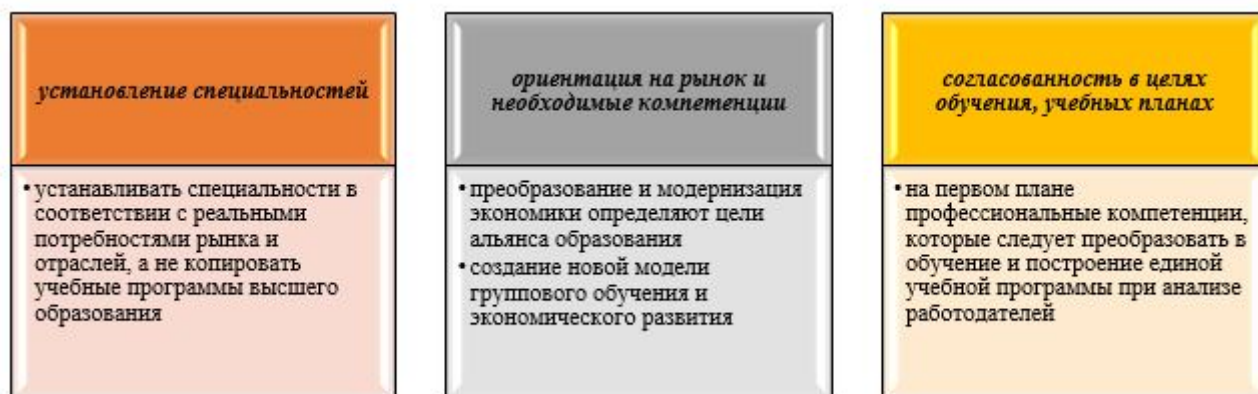 установление специальностей
• устанавливать специальности в
соответствии с реальными
потребностями рынка и
отраслей, а не копировать
учебные программы высшего
образования
ориентация на рынок и
необходимые компетенции
• преобразование и модернизация
экономики определяют цели
альянса образования
• создание новой модели
группового обучения и
экономического развития
согласованность в целях
обучения, учебных планах
• на первом плане
профессиональные компетенции,
которые следует преобразовать в
обучение и построение единой
учебной программы при анализе
работодателей